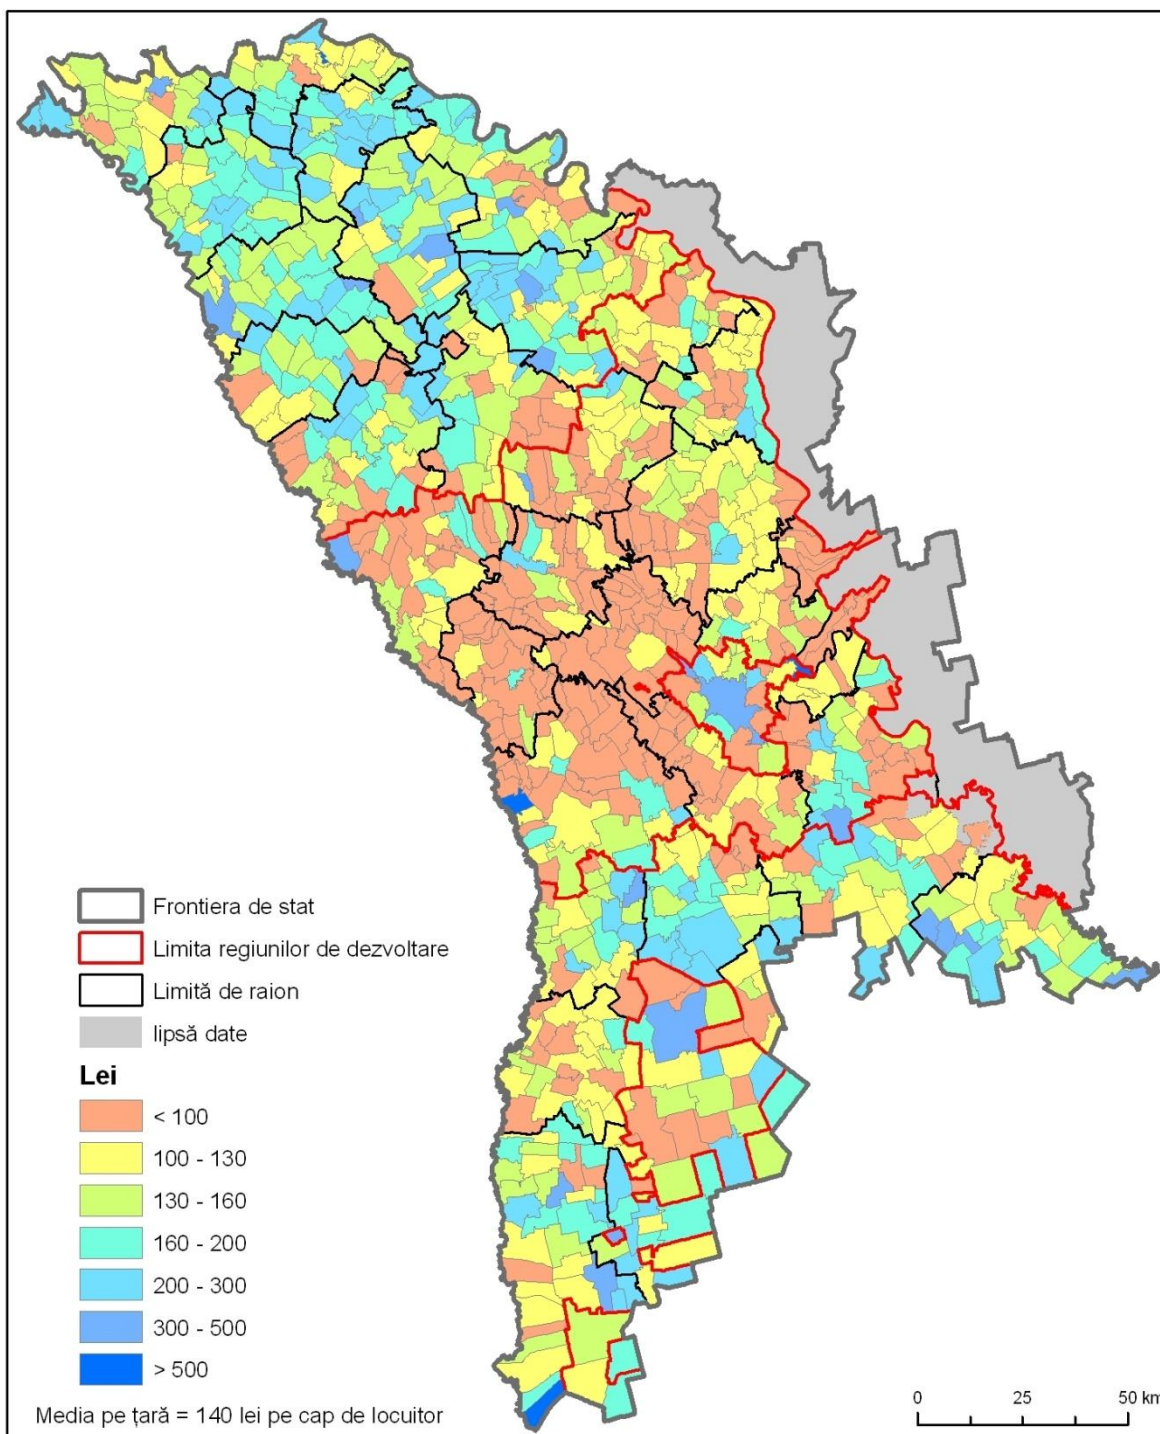 Frontiera de stat
Limita regiunilor de dezvoltare
Limită de raion
lipsă date
Lei
< 100
100 - 130
130 - 160
160 - 200
200 - 300
300 - 500
> 500
Media pe țară = 140 lei pe cap de locuitor
0 25 50 km